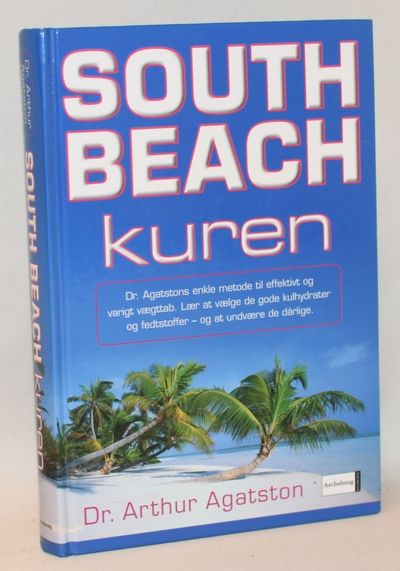 SOUTH
BEACH
kuren
Dr. Agatstons enkle metode til effektivt og
varigt vægttab. Lær at vælge de gode kulhydrater
og fedtstoffer – og at undvære de dårlige.
Dr. Arthur Agatston
Aschehoug
Dr. Arthur
Agatston
SOUTH BEACH kuren
Aschehoug